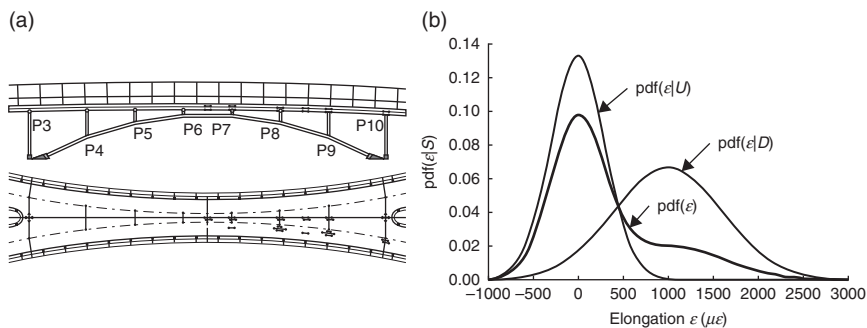 (a)
P3
P4
P5
P6
P7
P8
P9
P10
(b)
pdf(ε|S)
0.14
0.12
0.10
0.08
0.06
0.04
0.02
0.00
pdf(ε|U)
pdf(ε|D)
pdf(ε)
−1000 −500 0 500 1000 1500 2000 2500 3000
Elongation ε (με)